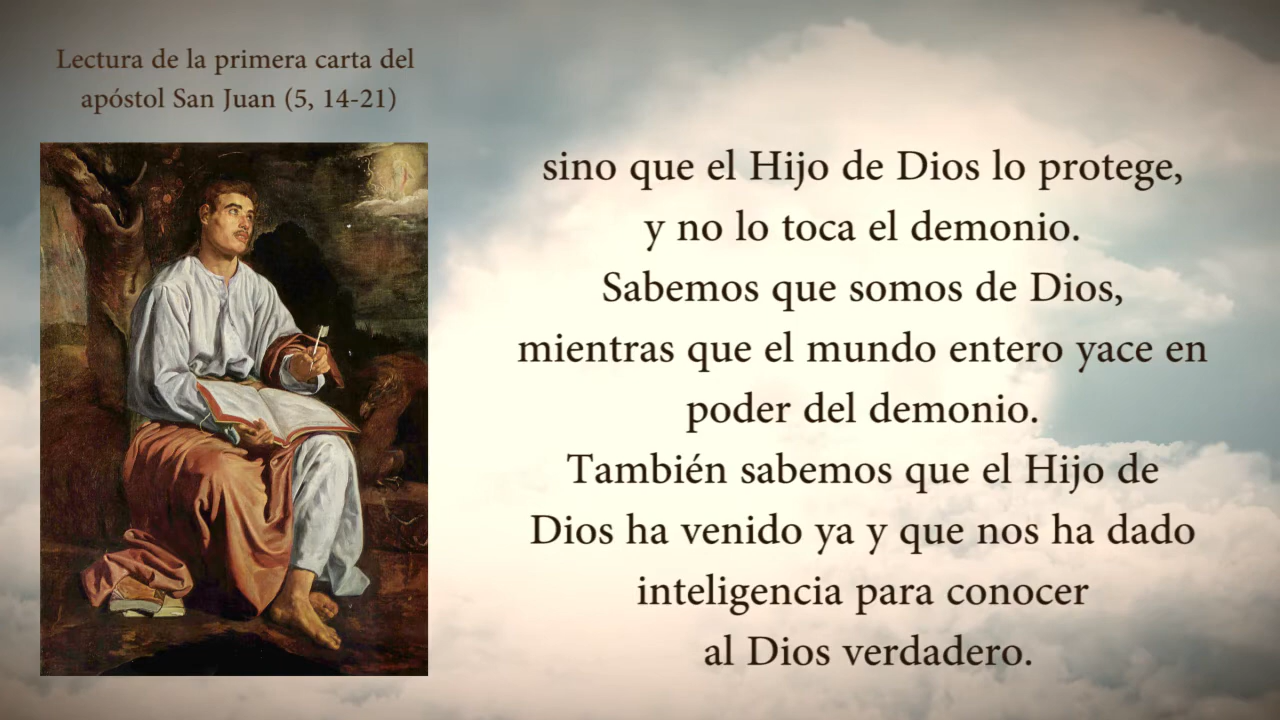 Lectura de la primera carta del
apóstol San Juan (5, 14-21)
sino que el Hijo de Dios lo protege,
y no lo toca el demonio.
Sabemos que somos de Dios,
mientras que el mundo entero yace en
poder del demonio.
También sabemos que el Hijo de
Dios ha venido ya y que nos ha dado
inteligencia para conocer
al Dios verdadero.